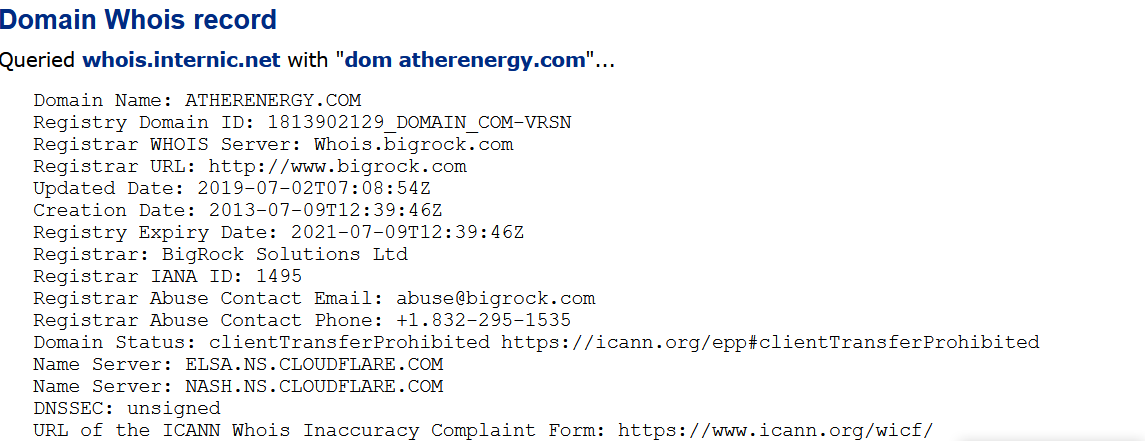 Domain Whois record
Queried whois.internic.net with "dom atherenergy.com"...
Domain Name: ATHERENERGY.COM
Registry Domain ID: 1813902129_DOMAIN_COM-VRSN
Registrar WHOIS Server: Whois.bigrock.com
Registrar URL: http://www.bigrock.com
Updated Date: 2019-07-02T07:08:54Z
Creation Date: 2013-07-09T12:39:46Z
Registry Expiry Date: 2021-07-09T12:39:46Z
Registrar: BigRock Solutions Ltd
Registrar IANA ID: 1495
Registrar Abuse Contact Email: abuse@bigrock.com
Registrar Abuse Contact Phone: +1.832-295-1535
Domain Status: clientTransferProhibited https://icann.org/epp#clientTransferProhibited
Name Server: ELSA.NS.CLOUDFLARE.COM
Name Server: NASH.NS.CLOUDFLARE.COM
DNSSEC: unsigned
URL of the ICANN Whois Inaccuracy Complaint Form: https://www.icann.org/wicf/